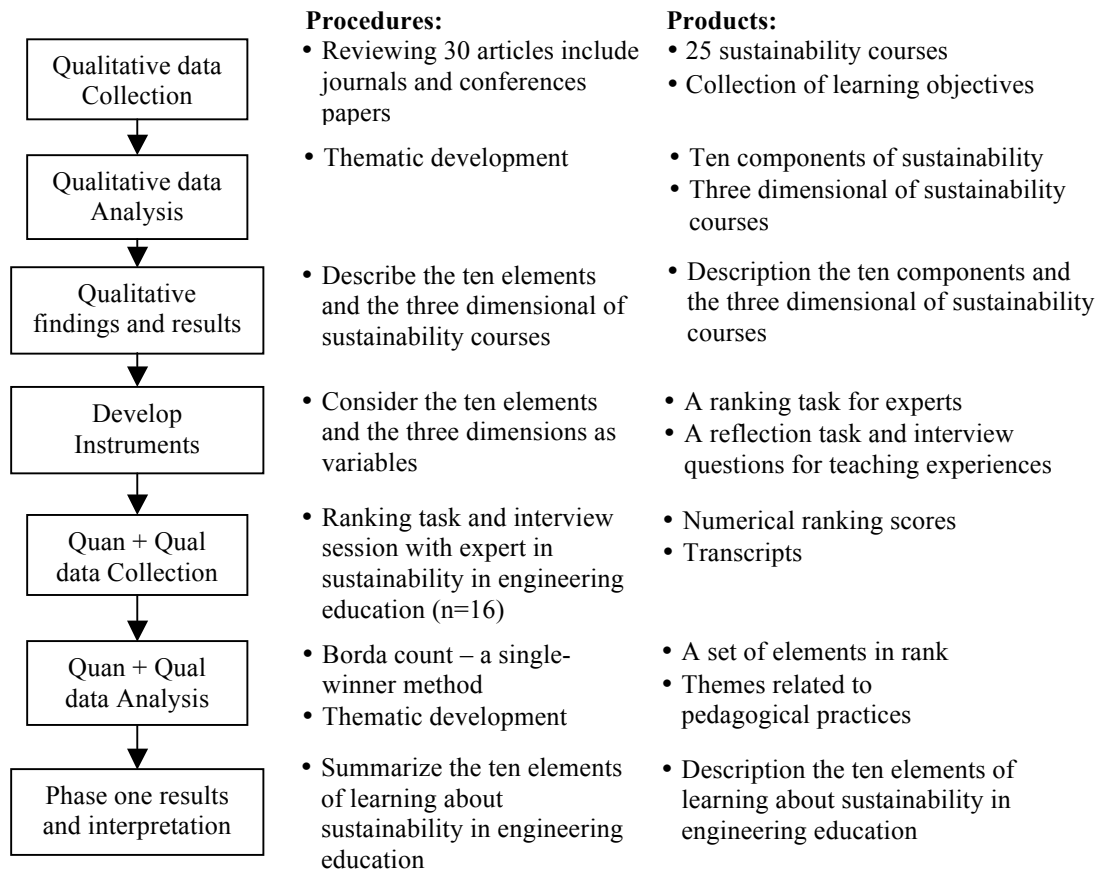 Procedures:
Products:
Qualitative data
Collection
• Reviewing 30 articles include
journals and conferences
papers
• 25 sustainability courses
• Collection of learning objectives
Qualitative data
Analysis
• Thematic development
• Ten components of sustainability
• Three dimensional of sustainability
courses
Qualitative
findings and results
• Describe the ten elements
and the three dimensional of
sustainability courses
• Description the ten components and
the three dimensional of sustainability
courses
Develop
Instruments
• Consider the ten elements
and the three dimensions as
variables
• A ranking task for experts
• A reflection task and interview
questions for teaching experiences
Quan + Qual
data Collection
• Ranking task and interview
session with expert in
sustainability in engineering
education (n=16)
• Numerical ranking scores
• Transcripts
Quan + Qual
data Analysis
• Borda count – a single-
winner method
• Thematic development
• A set of elements in rank
• Themes related to
pedagogical practices
Phase one results
and interpretation
• Summarize the ten elements
of learning about
sustainability in engineering
education
• Description the ten elements of
learning about sustainability in
engineering education